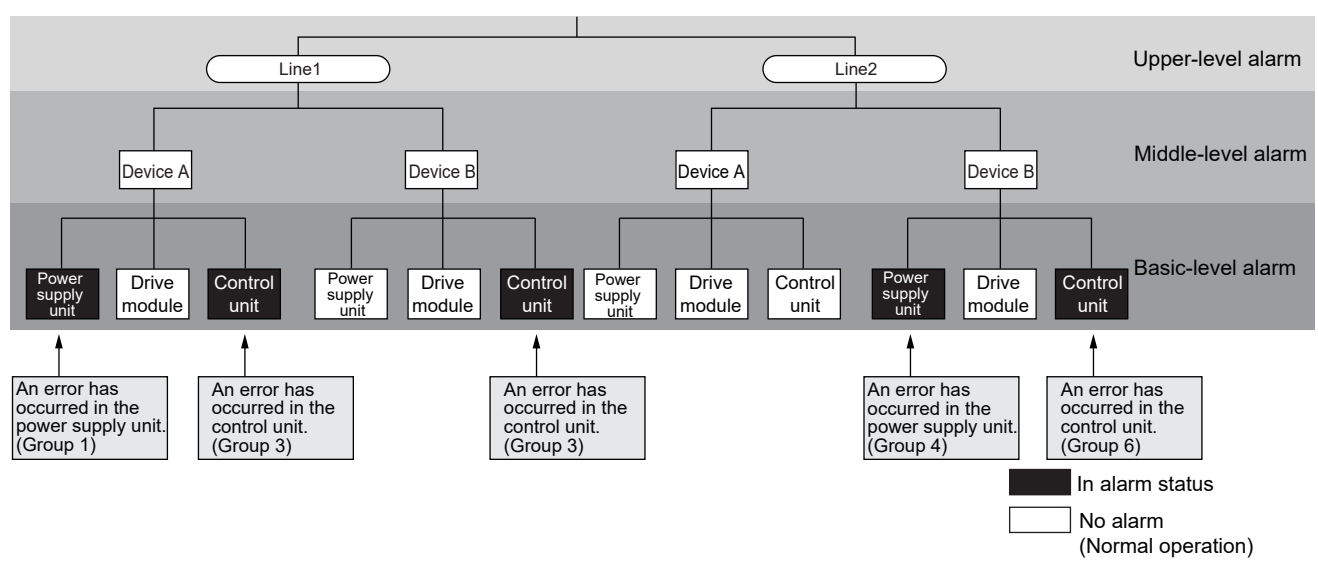 Line1
Line2
Upper-level alarm
Device A
Device B
Device A
Device B
Middle-level alarm
Power
supply
unit
Drive
module
Control
unit
Power
supply
unit
Drive
module
Control
unit
Power
supply
unit
Drive
module
Control
unit
Power
supply
unit
Drive
module
Control
unit
Basic-level alarm
An error has
occurred in the
power supply unit.
(Group 1)
An error has
occurred in the
control unit.
(Group 3)
An error has
occurred in the
control unit.
(Group 3)
An error has
occurred in the
power supply unit.
(Group 4)
An error has
occurred in the
control unit.
(Group 6)
In alarm status
No alarm
(Normal operation)